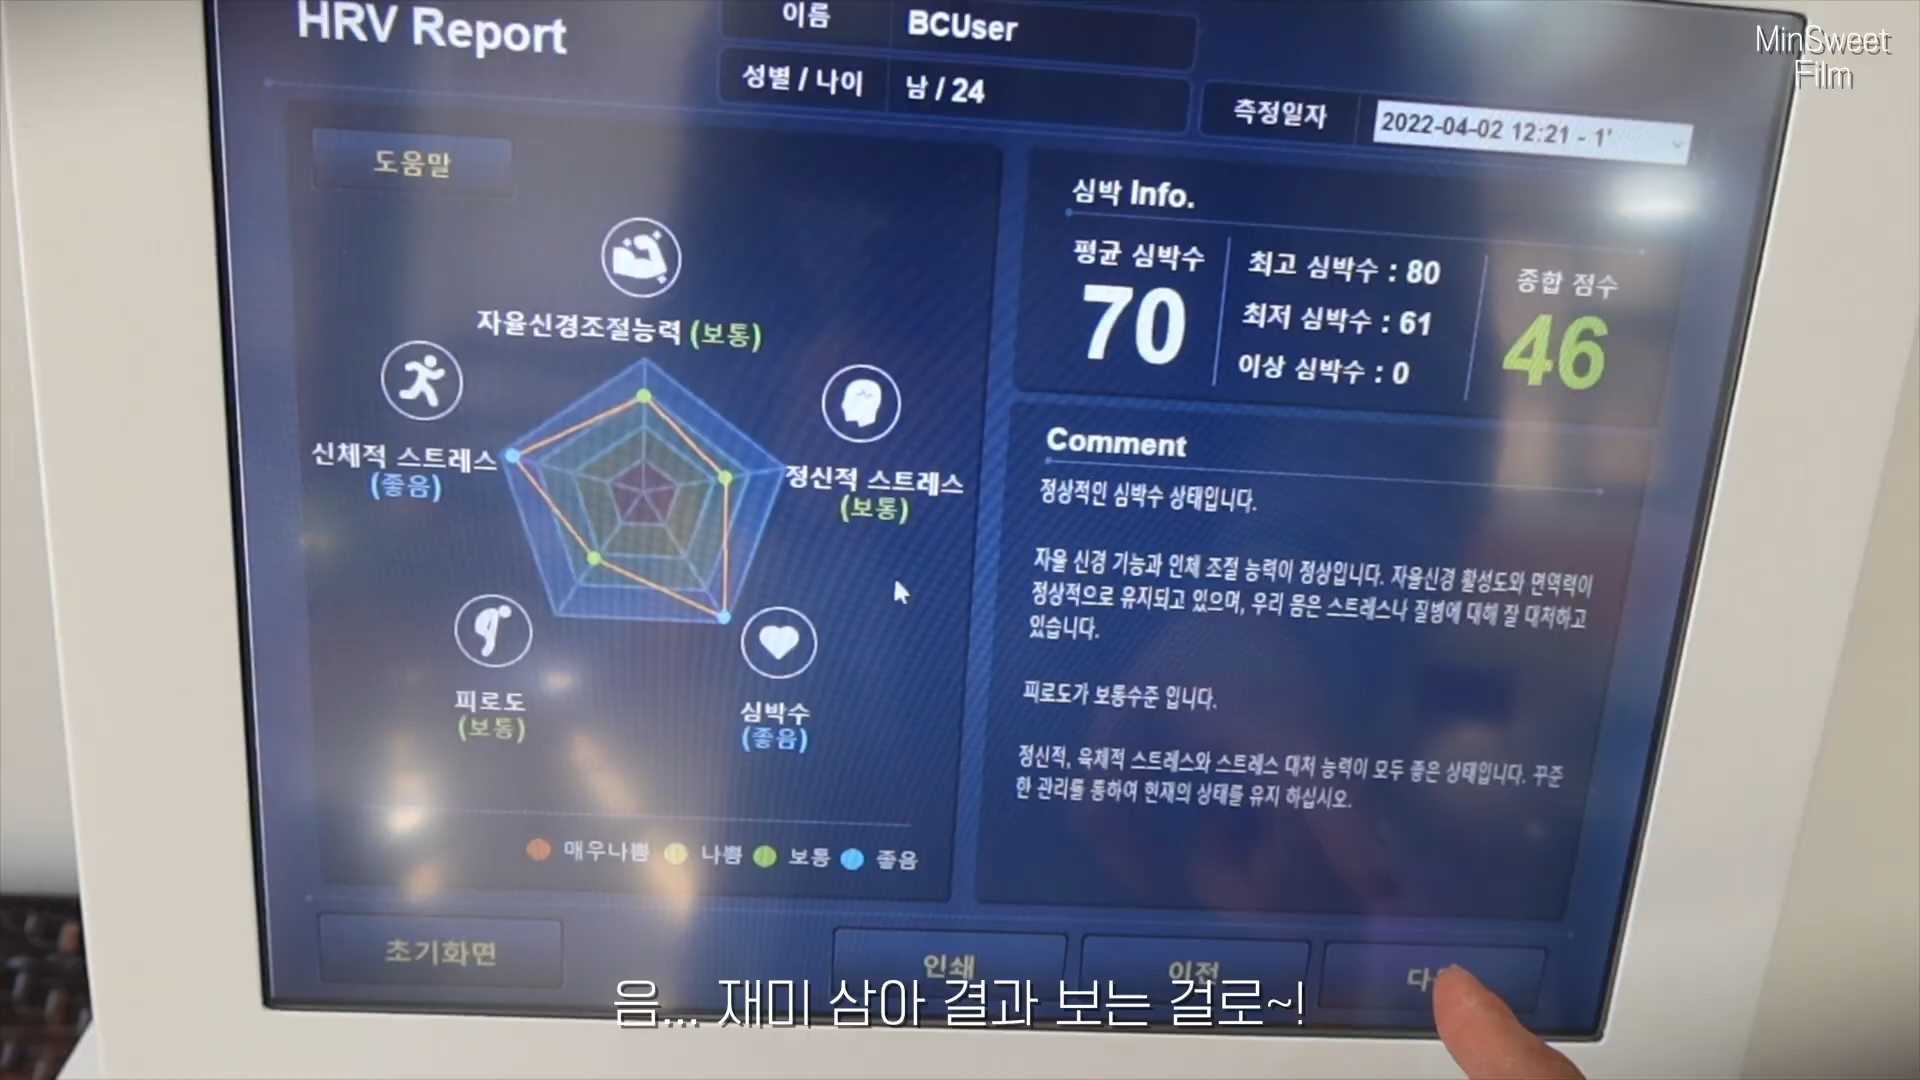 MinSweet
Film
HRV Report
이름
BCUser
성별 / 나이
남 / 24
측정일자
2022-04-02 12:21 - 1'
도움말
자율신경조절능력 (보통)
신체적 스트레스
(좋음)
정신적 스트레스
(보통)
피로도
(보통)
심박수
(좋음)
매우나쁨
나쁨
보통
좋음
심박 Info.
평균 심박수
70
최고 심박수 : 80
최저 심박수 : 61
이상 심박수 : 0
종합 점수
46
Comment
정상적인 심박수 상태입니다.
자율 신경 기능과 인체 조절 능력이 정상입니다. 자율신경 활성도와 면역력이
정상적으로 유지되고 있으며, 우리 몸은 스트레스나 질병에 대해 잘 대처하고
있습니다.
피로도가 보통수준 입니다.
정신적, 육체적 스트레스와 스트레스 대처 능력이 모두 좋은 상태입니다. 꾸준
한 관리를 통하여 현재의 상태를 유지 하십시오.
초기화면
인쇄
이전
음... 재미 삼아 결과 보는 걸로~!